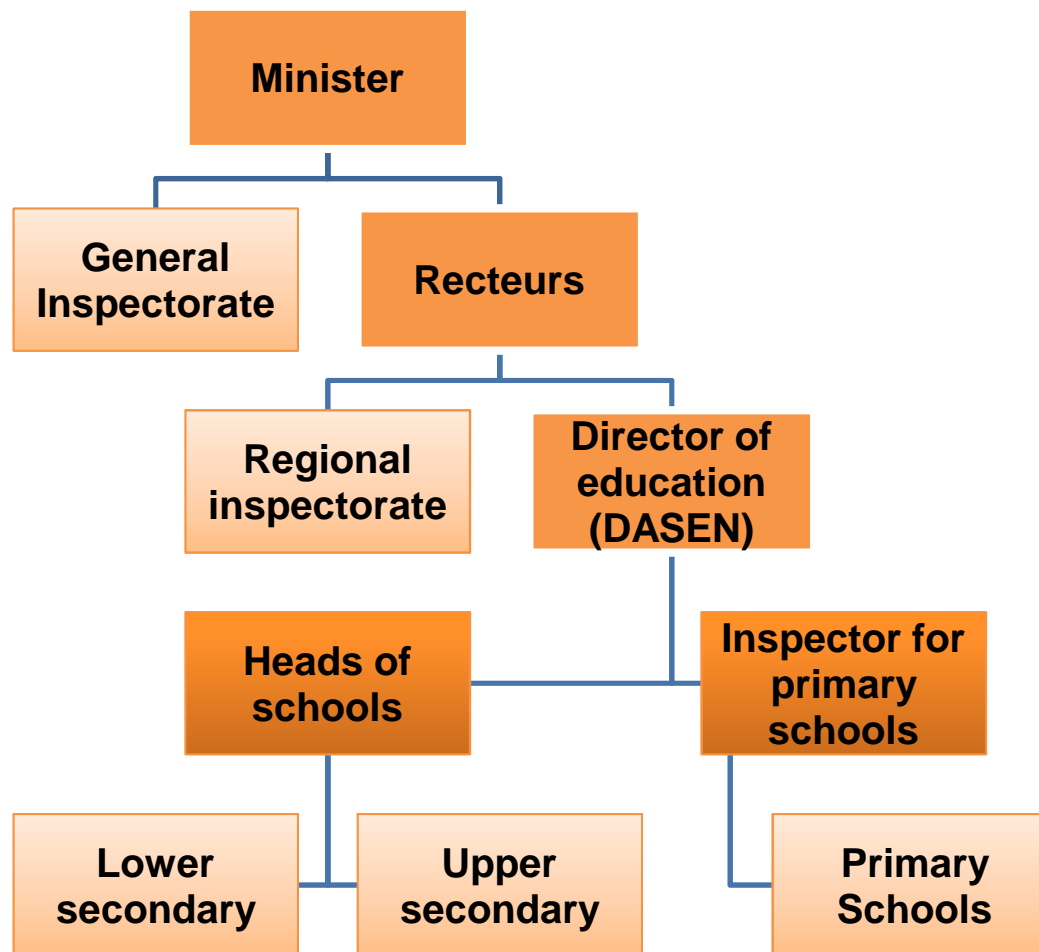 Minister
General
Inspectorate
Recteurs
Regional
inspectorate
Director of
education
(DASEN)
Heads of
schools
Inspector for
primary
schools
Lower
secondary
Upper
secondary
Primary
Schools